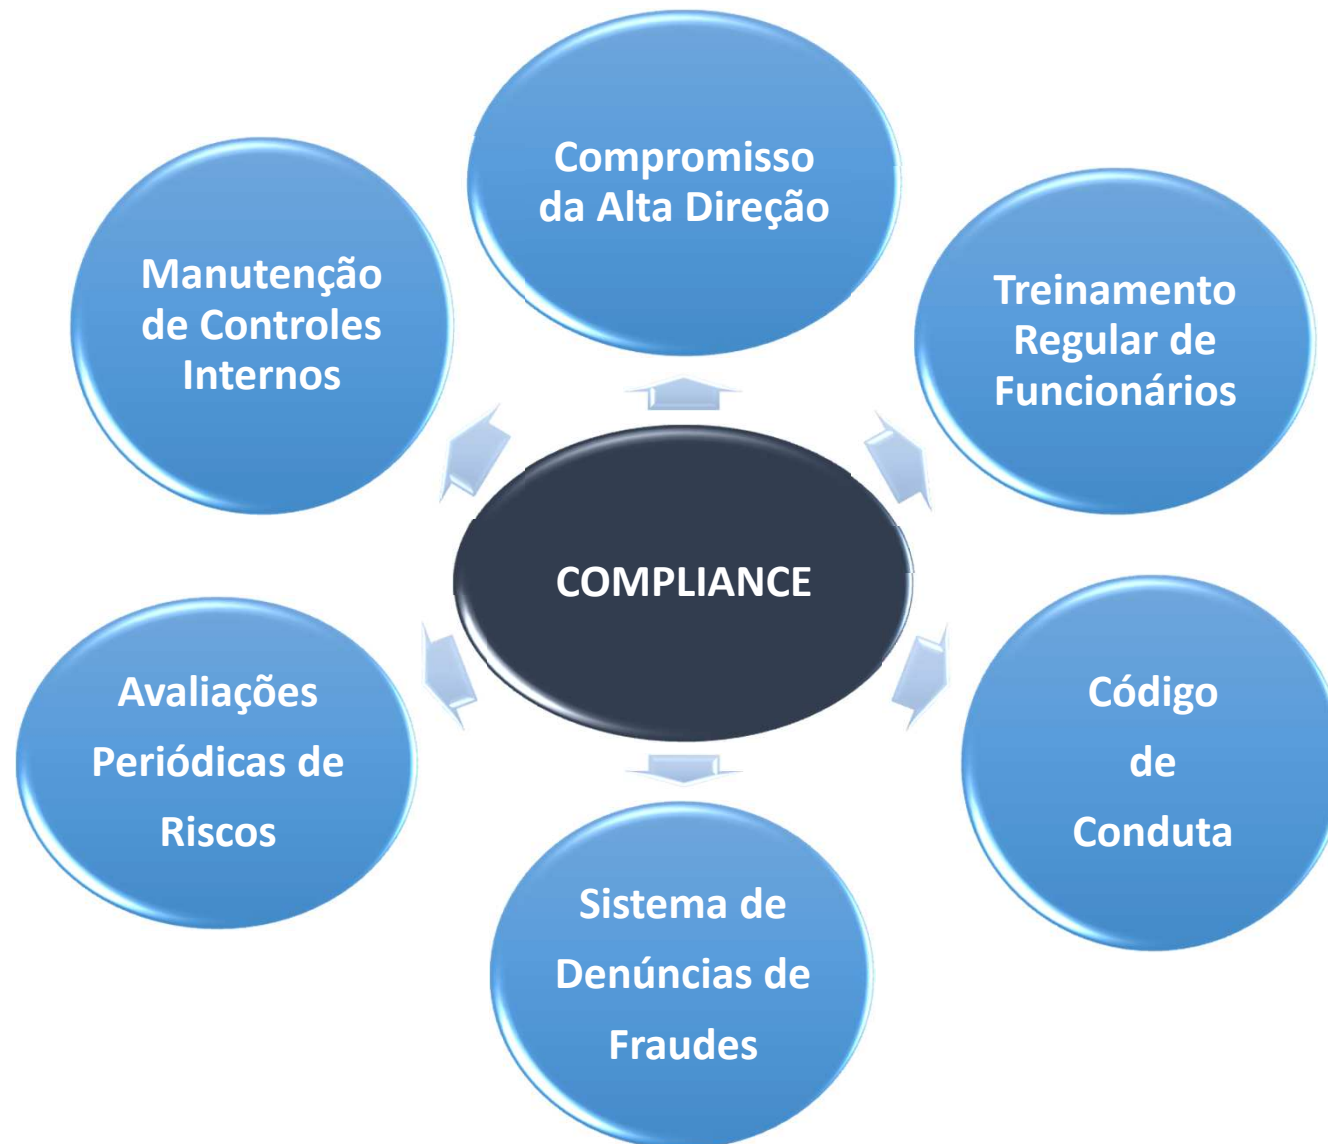 Compromisso
da Alta Direção
Manutenção
de Controles
Internos
Treinamento
Regular de
Funcionários
COMPLIANCE
Avaliações
Periódicas de
Riscos
Código
de
Conduta
Sistema de
Denúncias de
Fraudes